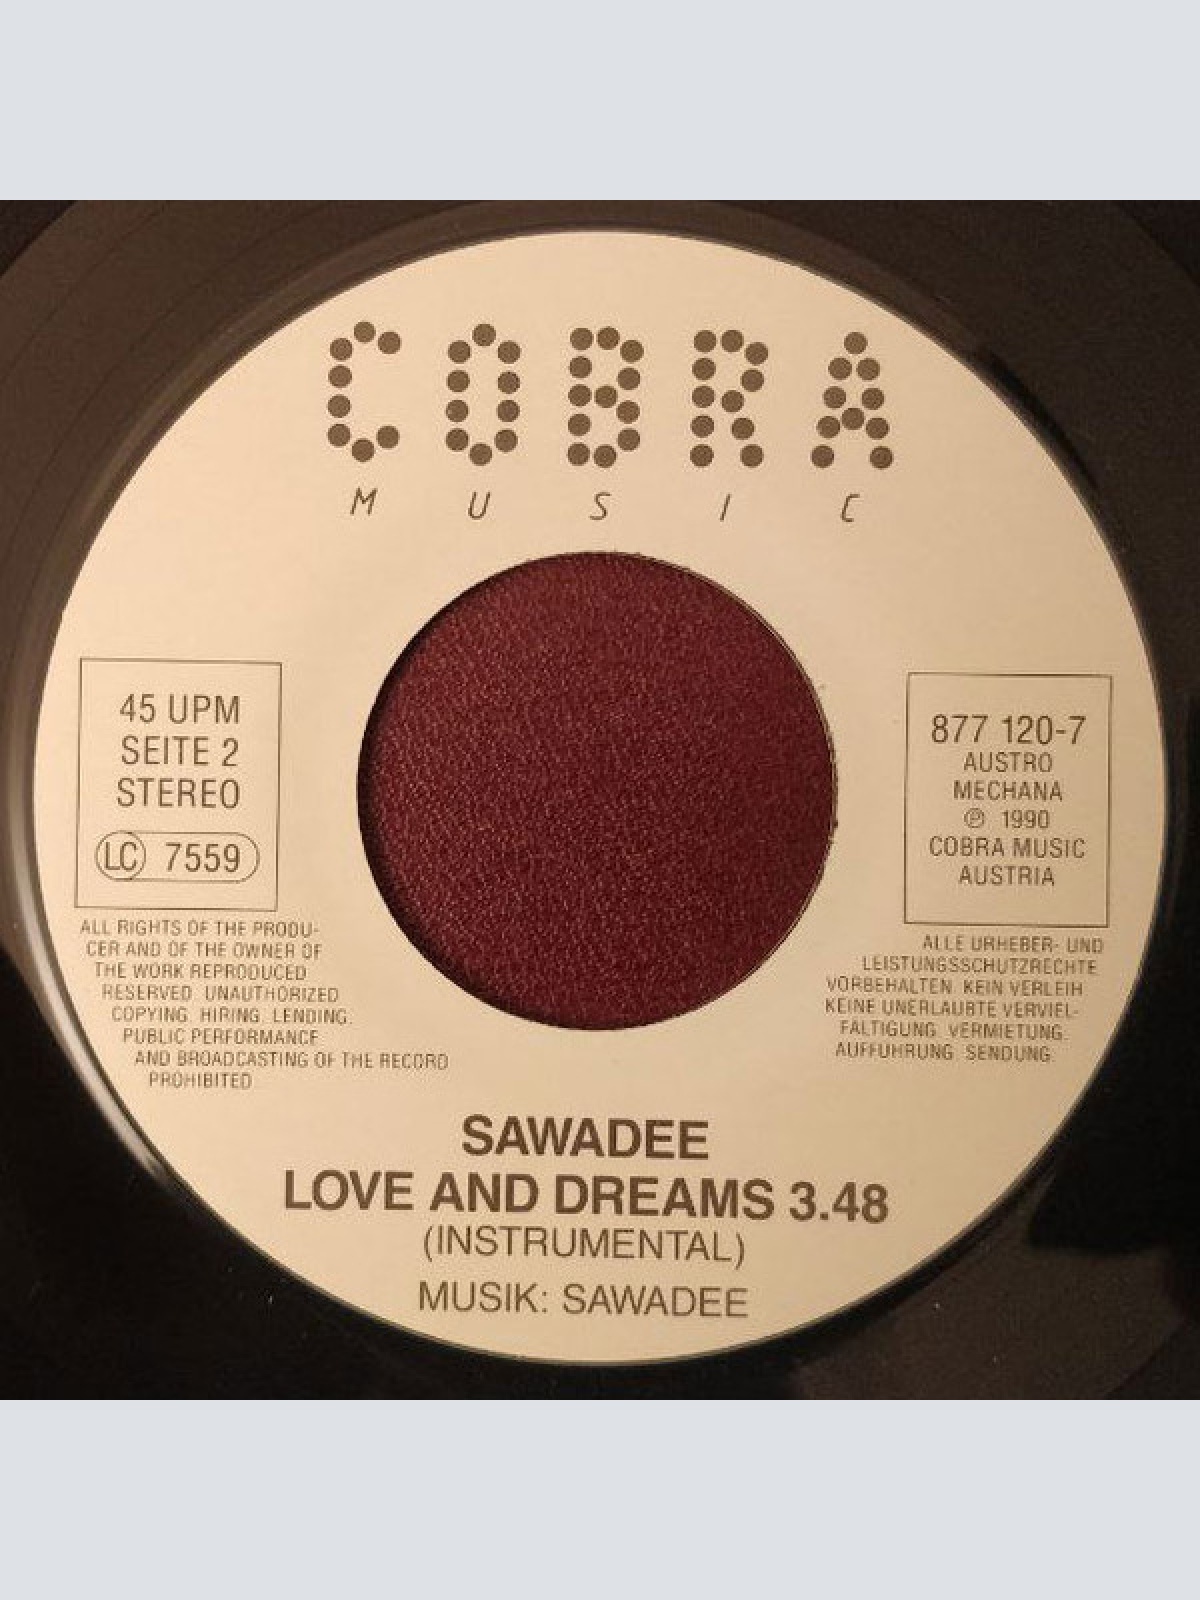 COBRA
MUSIC
45 UPM
SEITE 2
STEREO
LC 7559
877 120-7
AUSTRO
MECHANA
℗ 1990
COBRA MUSIC
AUSTRIA
ALL RIGHTS OF THE PRODU-
CER AND OF THE OWNER OF
THE WORK REPRODUCED
RESERVED UNAUTHORIZED
COPYING. HIRING. LENDING.
PUBLIC PERFORMANCE
AND BROADCASTING OF THE RECORD
PROHIBITED
ALLE URHEBER- UND
LEISTUNGSSCHUTZRECHTE
VORBEHALTEN. KEIN VERLEIH
KEINE UNERLAUBTE VERVIEL-
FÄLTIGUNG. VERMIETUNG.
AUFFÜHRUNG. SENDUNG.
SAWADEE
LOVE AND DREAMS 3.48
(INSTRUMENTAL)
MUSIK: SAWADEE